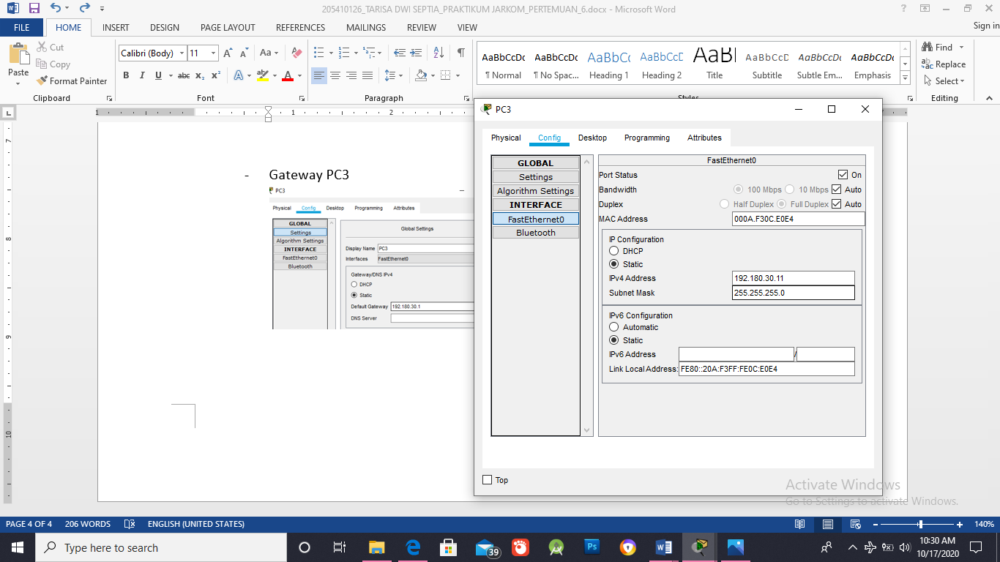 205410126_TARISA DWI SEPTIA_PRAKTIKUM JARKOM_PERTEMUAN_6.docx - Microsoft Word
FILE HOME INSERT DESIGN PAGE LAYOUT REFERENCES MAILINGS REVIEW VIEW Sign in
Paste
Cut
Copy
Format Painter
Clipboard
Calibri (Body) 11
Font
Paragraph
AaBbCcDc AaBbCcDc AaBbCc AaBbCcD AaBl AaBbCcD AaBbCcDc AaBbCcDc
¶ Normal ¶ No Spac... Heading 1 Heading 2 Title Subtitle Subtle Em... Emphasis
Styles
Find
Replace
Select
Editing
1 1 2
7
8
9
10
- Gateway PC3
PC3
Physical Config Desktop Programming Attributes
GLOBAL
Settings
Algorithm Settings
INTERFACE
FastEthernet0
Bluetooth
Global Settings
Display Name PC3
Interfaces FastEthernet0
Gateway/DNS IPv4
DHCP
Static
Default Gateway 192.180.30.1
DNS Server
PC3
Physical Config Desktop Programming Attributes
GLOBAL
Settings
Algorithm Settings
INTERFACE
FastEthernet0
Bluetooth
FastEthernet0
Port Status On
Bandwidth 100 Mbps 10 Mbps Auto
Duplex Half Duplex Full Duplex Auto
MAC Address 000A.F30C.E0E4
IP Configuration
DHCP
Static
IPv4 Address 192.180.30.11
Subnet Mask 255.255.255.0
IPv6 Configuration
Automatic
Static
IPv6 Address /
Link Local Address: FE80::20A:F3FF:FE0C:E0E4
Top
Activate Windows
Go to Settings to activate Windows.
PAGE 4 OF 4 206 WORDS ENGLISH (UNITED STATES) 140%
Type here to search
39
Ps
10:30 AM
10/17/2020